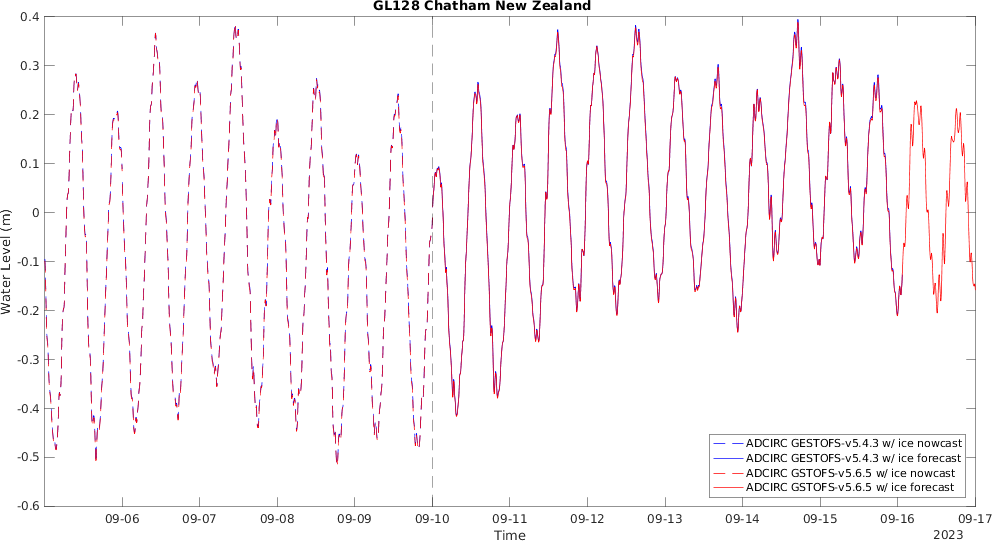 GL128 Chatham New Zealand
0.4
0.3
0.2
0.1
0
-0.1
-0.2
-0.3
-0.4
-0.5
-0.6
Water Level (m)
ADCIRC GESTOFS-v5.4.3 w/ ice nowcast
ADCIRC GESTOFS-v5.4.3 w/ ice forecast
ADCIRC GSTOFS-v5.6.5 w/ ice nowcast
ADCIRC GSTOFS-v5.6.5 w/ ice forecast
09-06 09-07 09-08 09-09 09-10 09-11 09-12 09-13 09-14 09-15 09-16 09-17
Time
2023